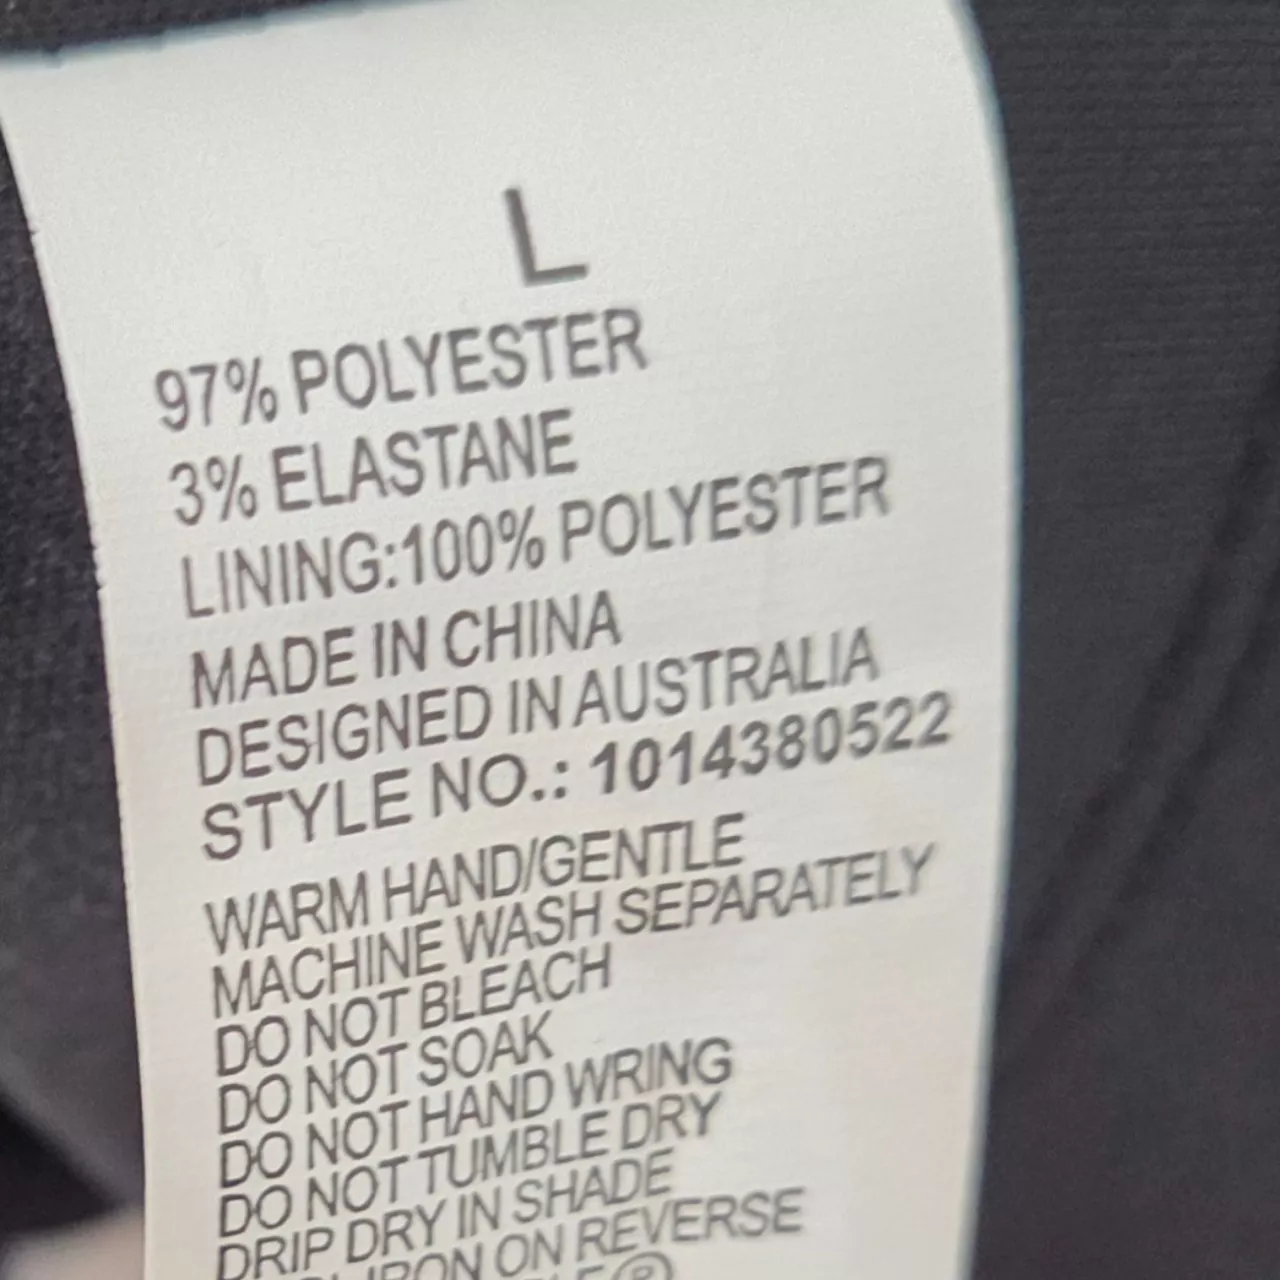 L
97% POLYESTER
3% ELASTANE
LINING:100% POLYESTER
MADE IN CHINA
DESIGNED IN AUSTRALIA
STYLE NO.: 1014380522
WARM HAND/GENTLE
MACHINE WASH SEPARATELY
DO NOT BLEACH
DO NOT SOAK
DO NOT HAND WRING
DO NOT TUMBLE DRY
DRIP DRY IN SHADE
IRON ON REVERSE